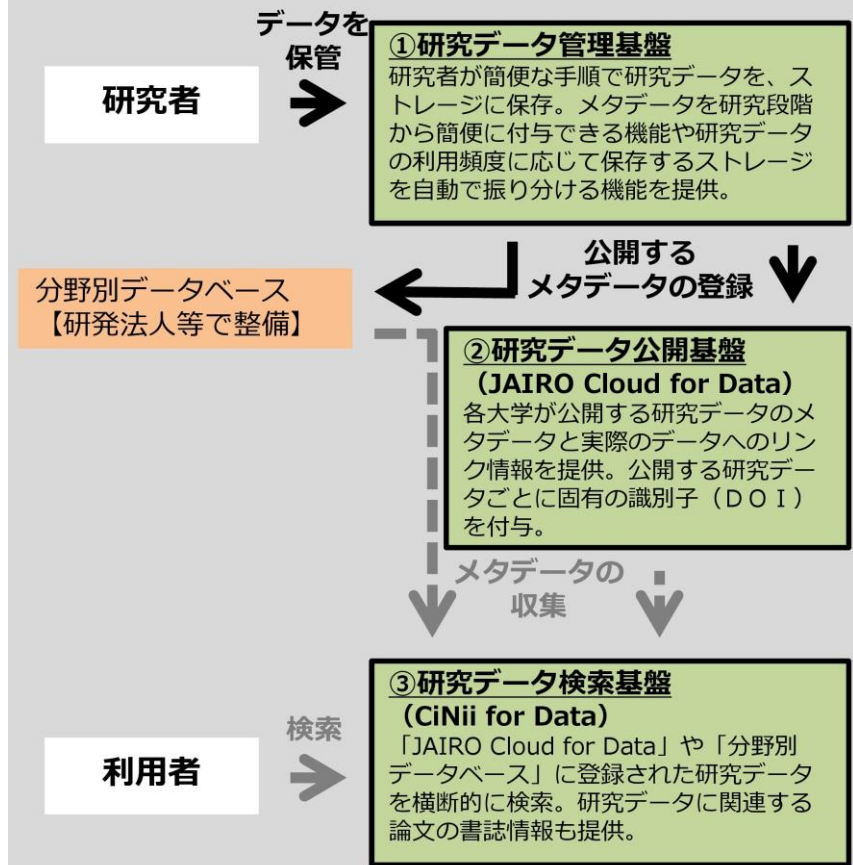 データを
保管
研究者
①研究データ管理基盤
研究者が簡便な手順で研究データを、ス
トレージに保存。メタデータを研究段階
から簡便に付与できる機能や研究データ
の利用頻度に応じて保存するストレージ
を自動で振り分ける機能を提供。
公開する
メタデータの登録
分野別データベース
【研発法人等で整備】
②研究データ公開基盤
（JAIRO Cloud for Data）
各大学が公開する研究データのメ
タデータと実際のデータへのリン
ク情報を提供。公開する研究デー
タごとに固有の識別子（ＤＯＩ）
を付与。
メタデータの
収集
③研究データ検索基盤
（CiNii for Data）
「JAIRO Cloud for Data」や「分野別
データベース」に登録された研究データ
を横断的に検索。研究データに関連する
論文の書誌情報も提供。
検索
利用者